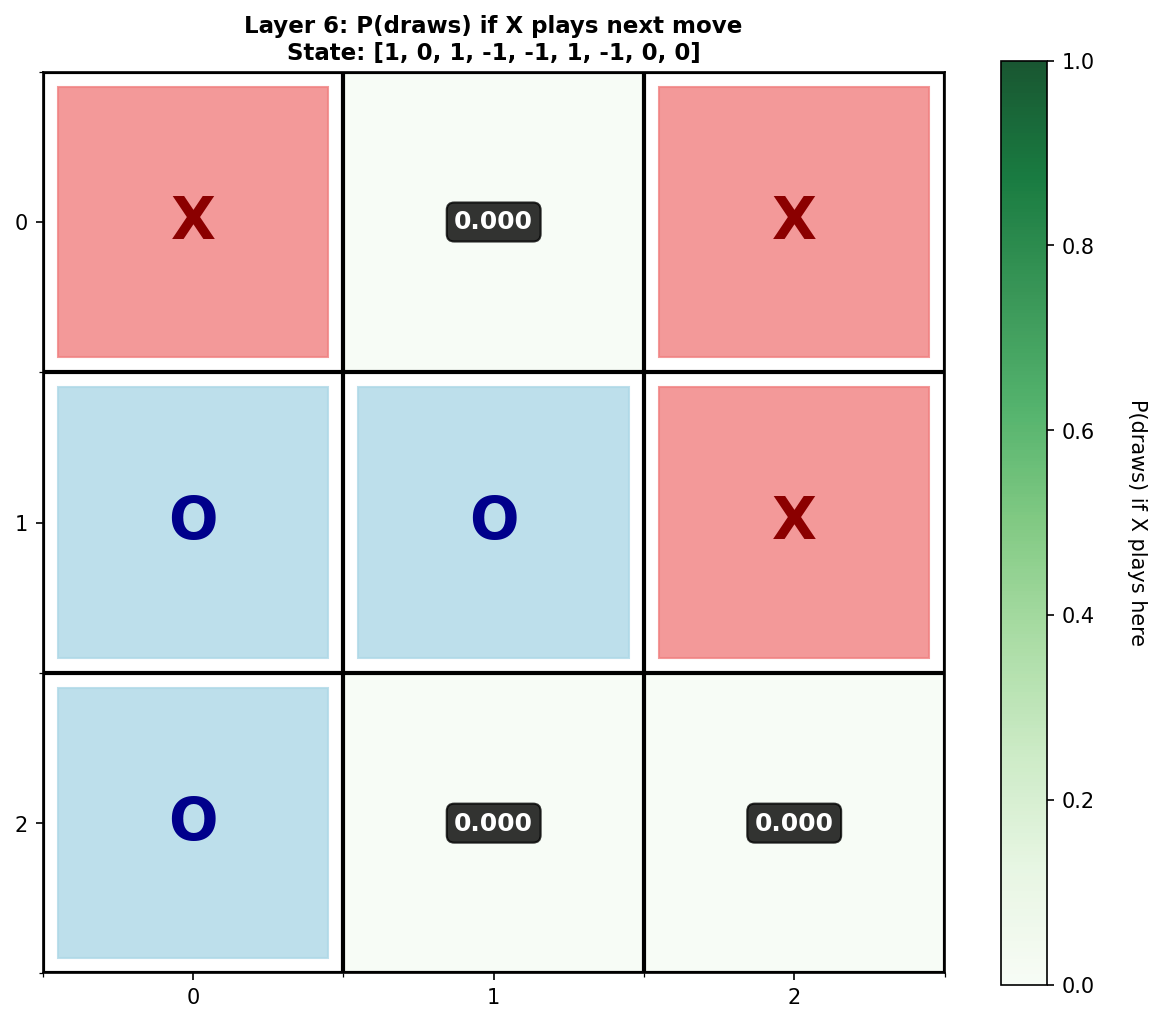 Layer 6: P(draws) if X plays next move
State: [1, 0, 1, -1, -1, 1, -1, 0, 0]
X
0.000
X
O
O
X
O
0.000
0.000
0
1
2
0
1
2
1.0
0.8
0.6
0.4
0.2
0.0
P(draws) if X plays here